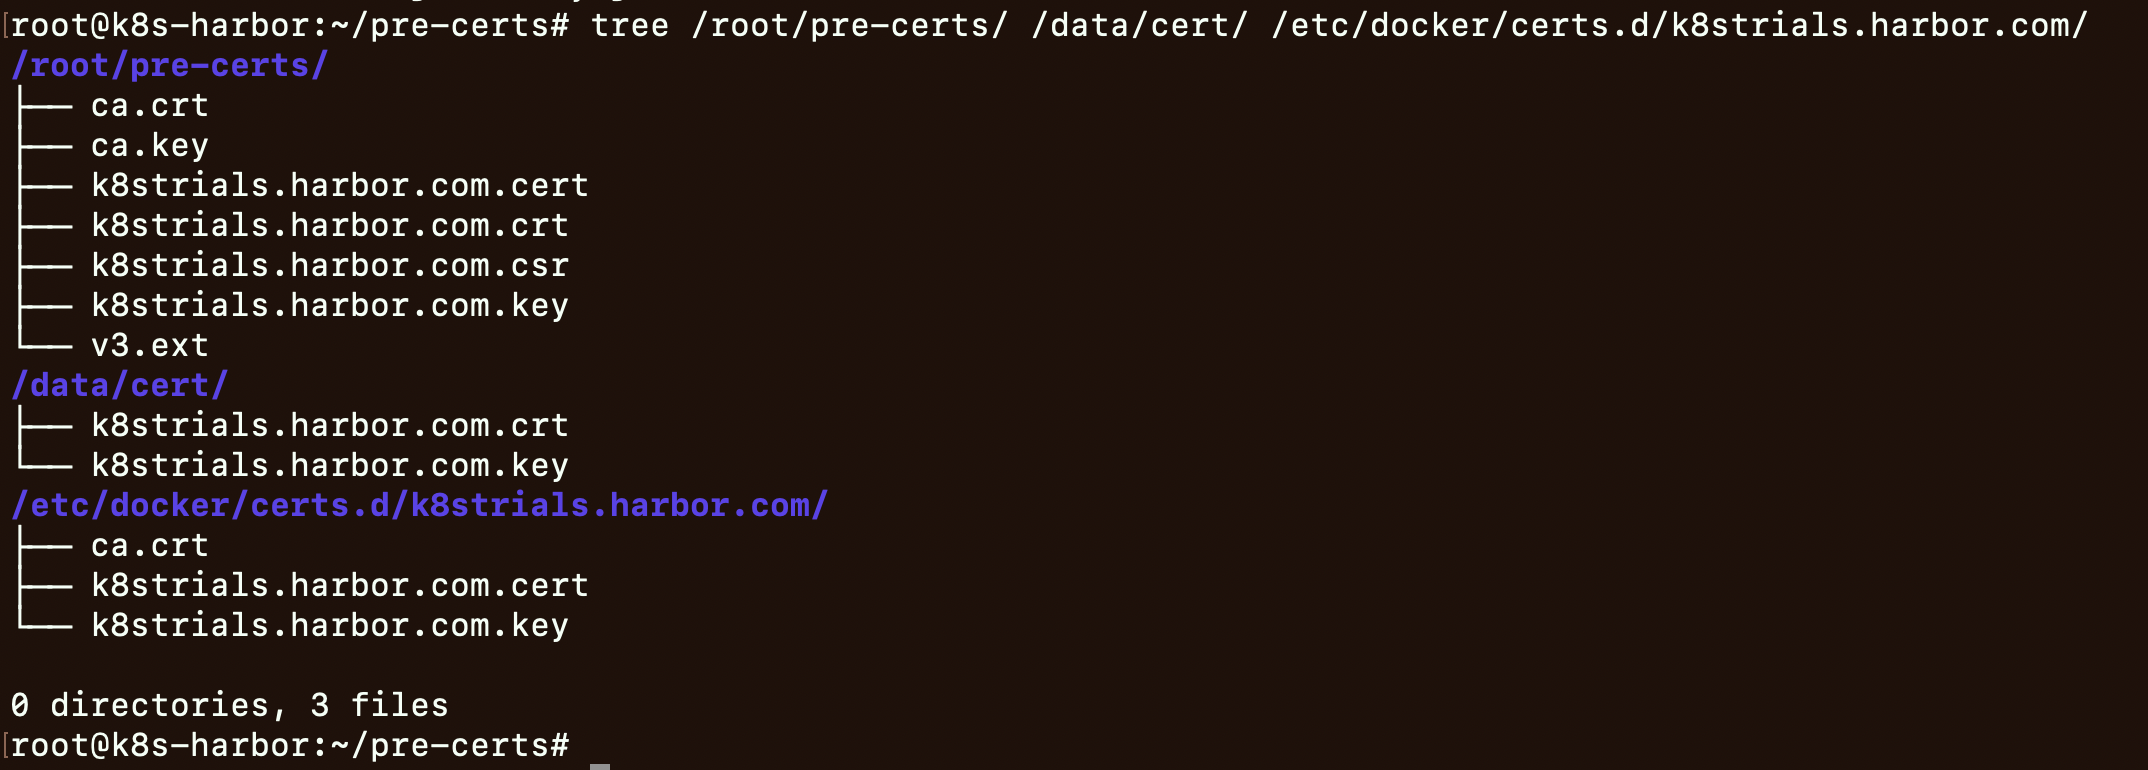 root@k8s-harbor:~/pre-certs# tree /root/pre-certs/ /data/cert/ /etc/docker/certs.d/k8strials.harbor.com/
/root/pre-certs/
├── ca.crt
├── ca.key
├── k8strials.harbor.com.cert
├── k8strials.harbor.com.crt
├── k8strials.harbor.com.csr
├── k8strials.harbor.com.key
└── v3.ext
/data/cert/
├── k8strials.harbor.com.crt
└── k8strials.harbor.com.key
/etc/docker/certs.d/k8strials.harbor.com/
├── ca.crt
├── k8strials.harbor.com.cert
└── k8strials.harbor.com.key
0 directories, 3 files
root@k8s-harbor:~/pre-certs#